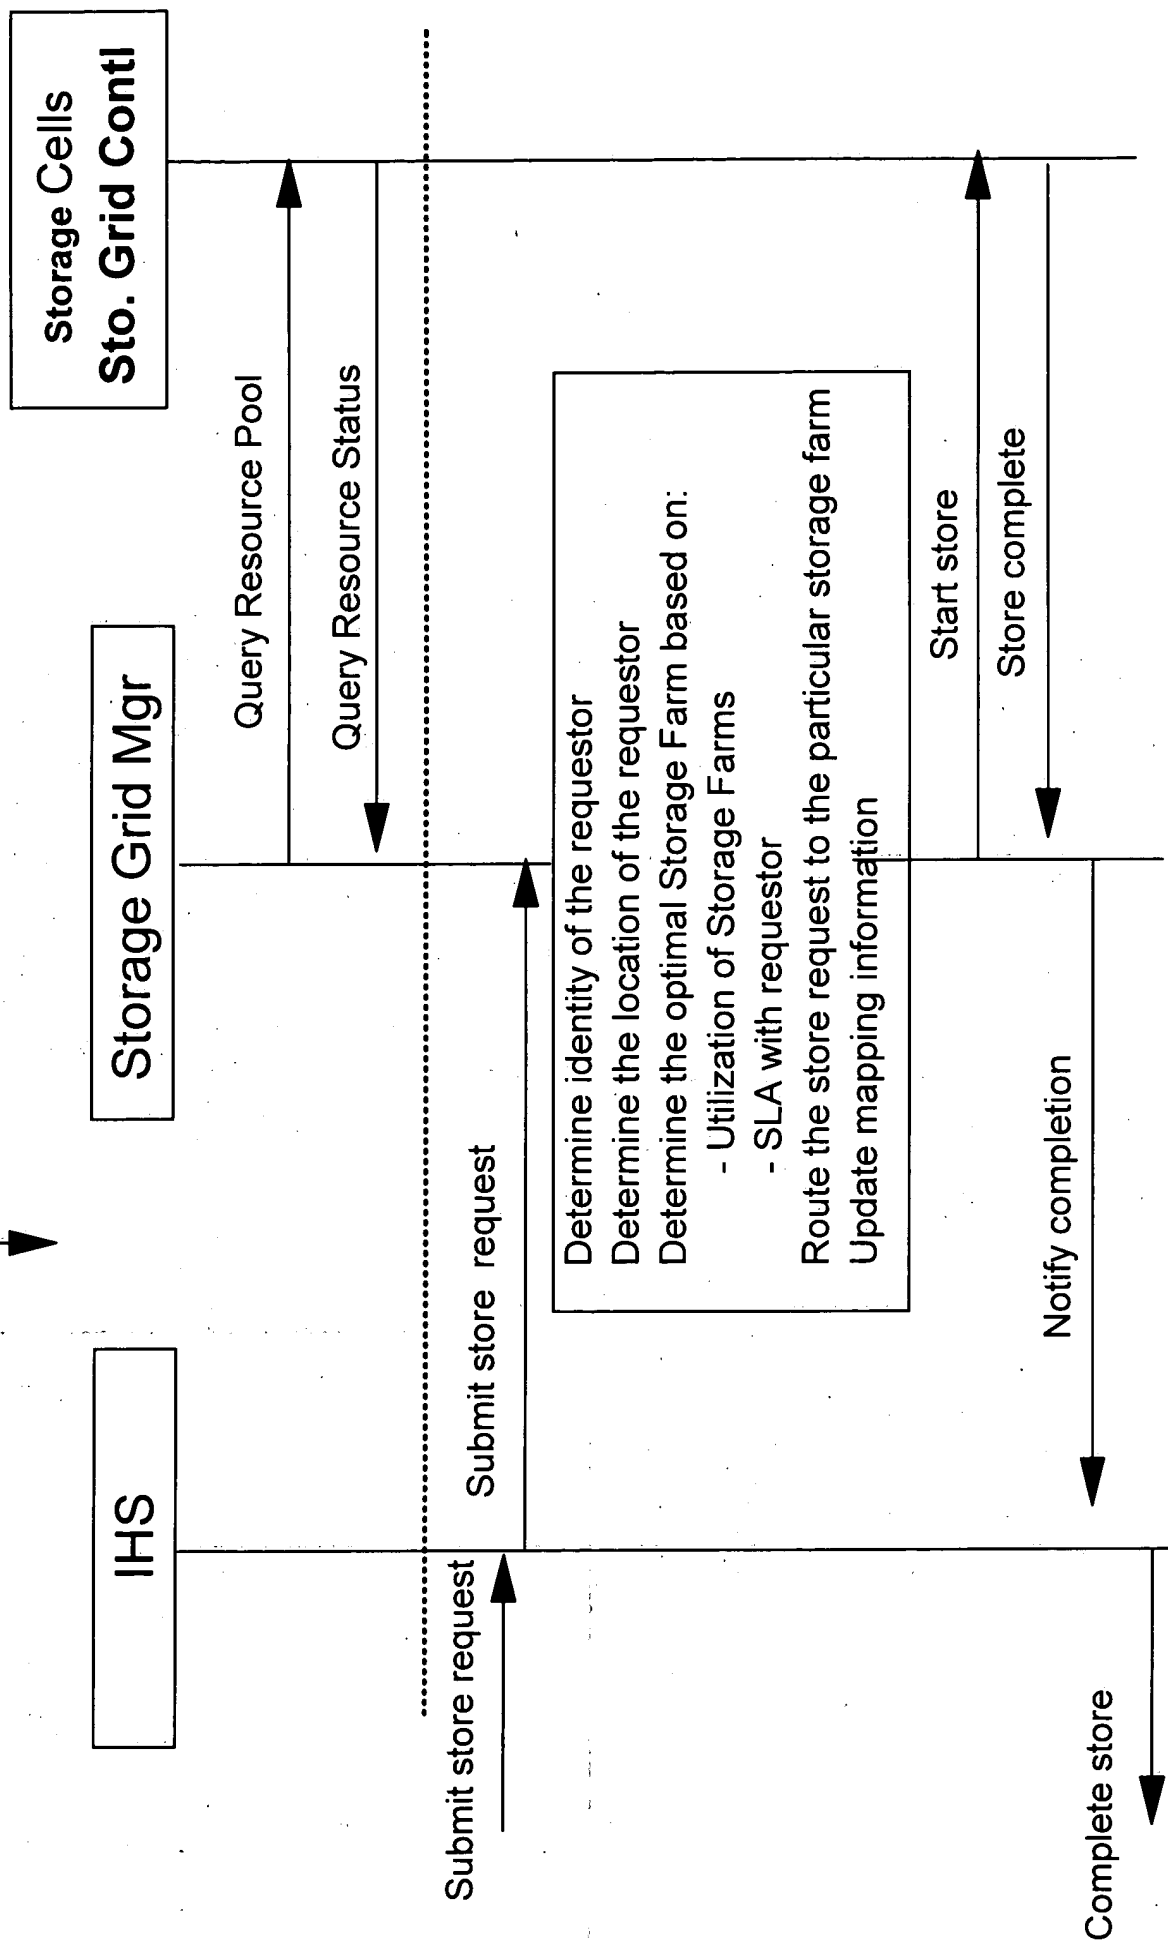 IHS
Storage Grid Mgr
Storage Cells
Sto. Grid Contl
Query Resource Pool
Query Resource Status
Submit store request
Submit store  request
Determine identity of the requestor
Determine the location of the requestor
Determine the optimal Storage Farm based on:
- Utilization of Storage Farms
- SLA with requestor
Route the store request to the particular storage farm
Update mapping information
Start store
Store complete
Notify completion
Complete store